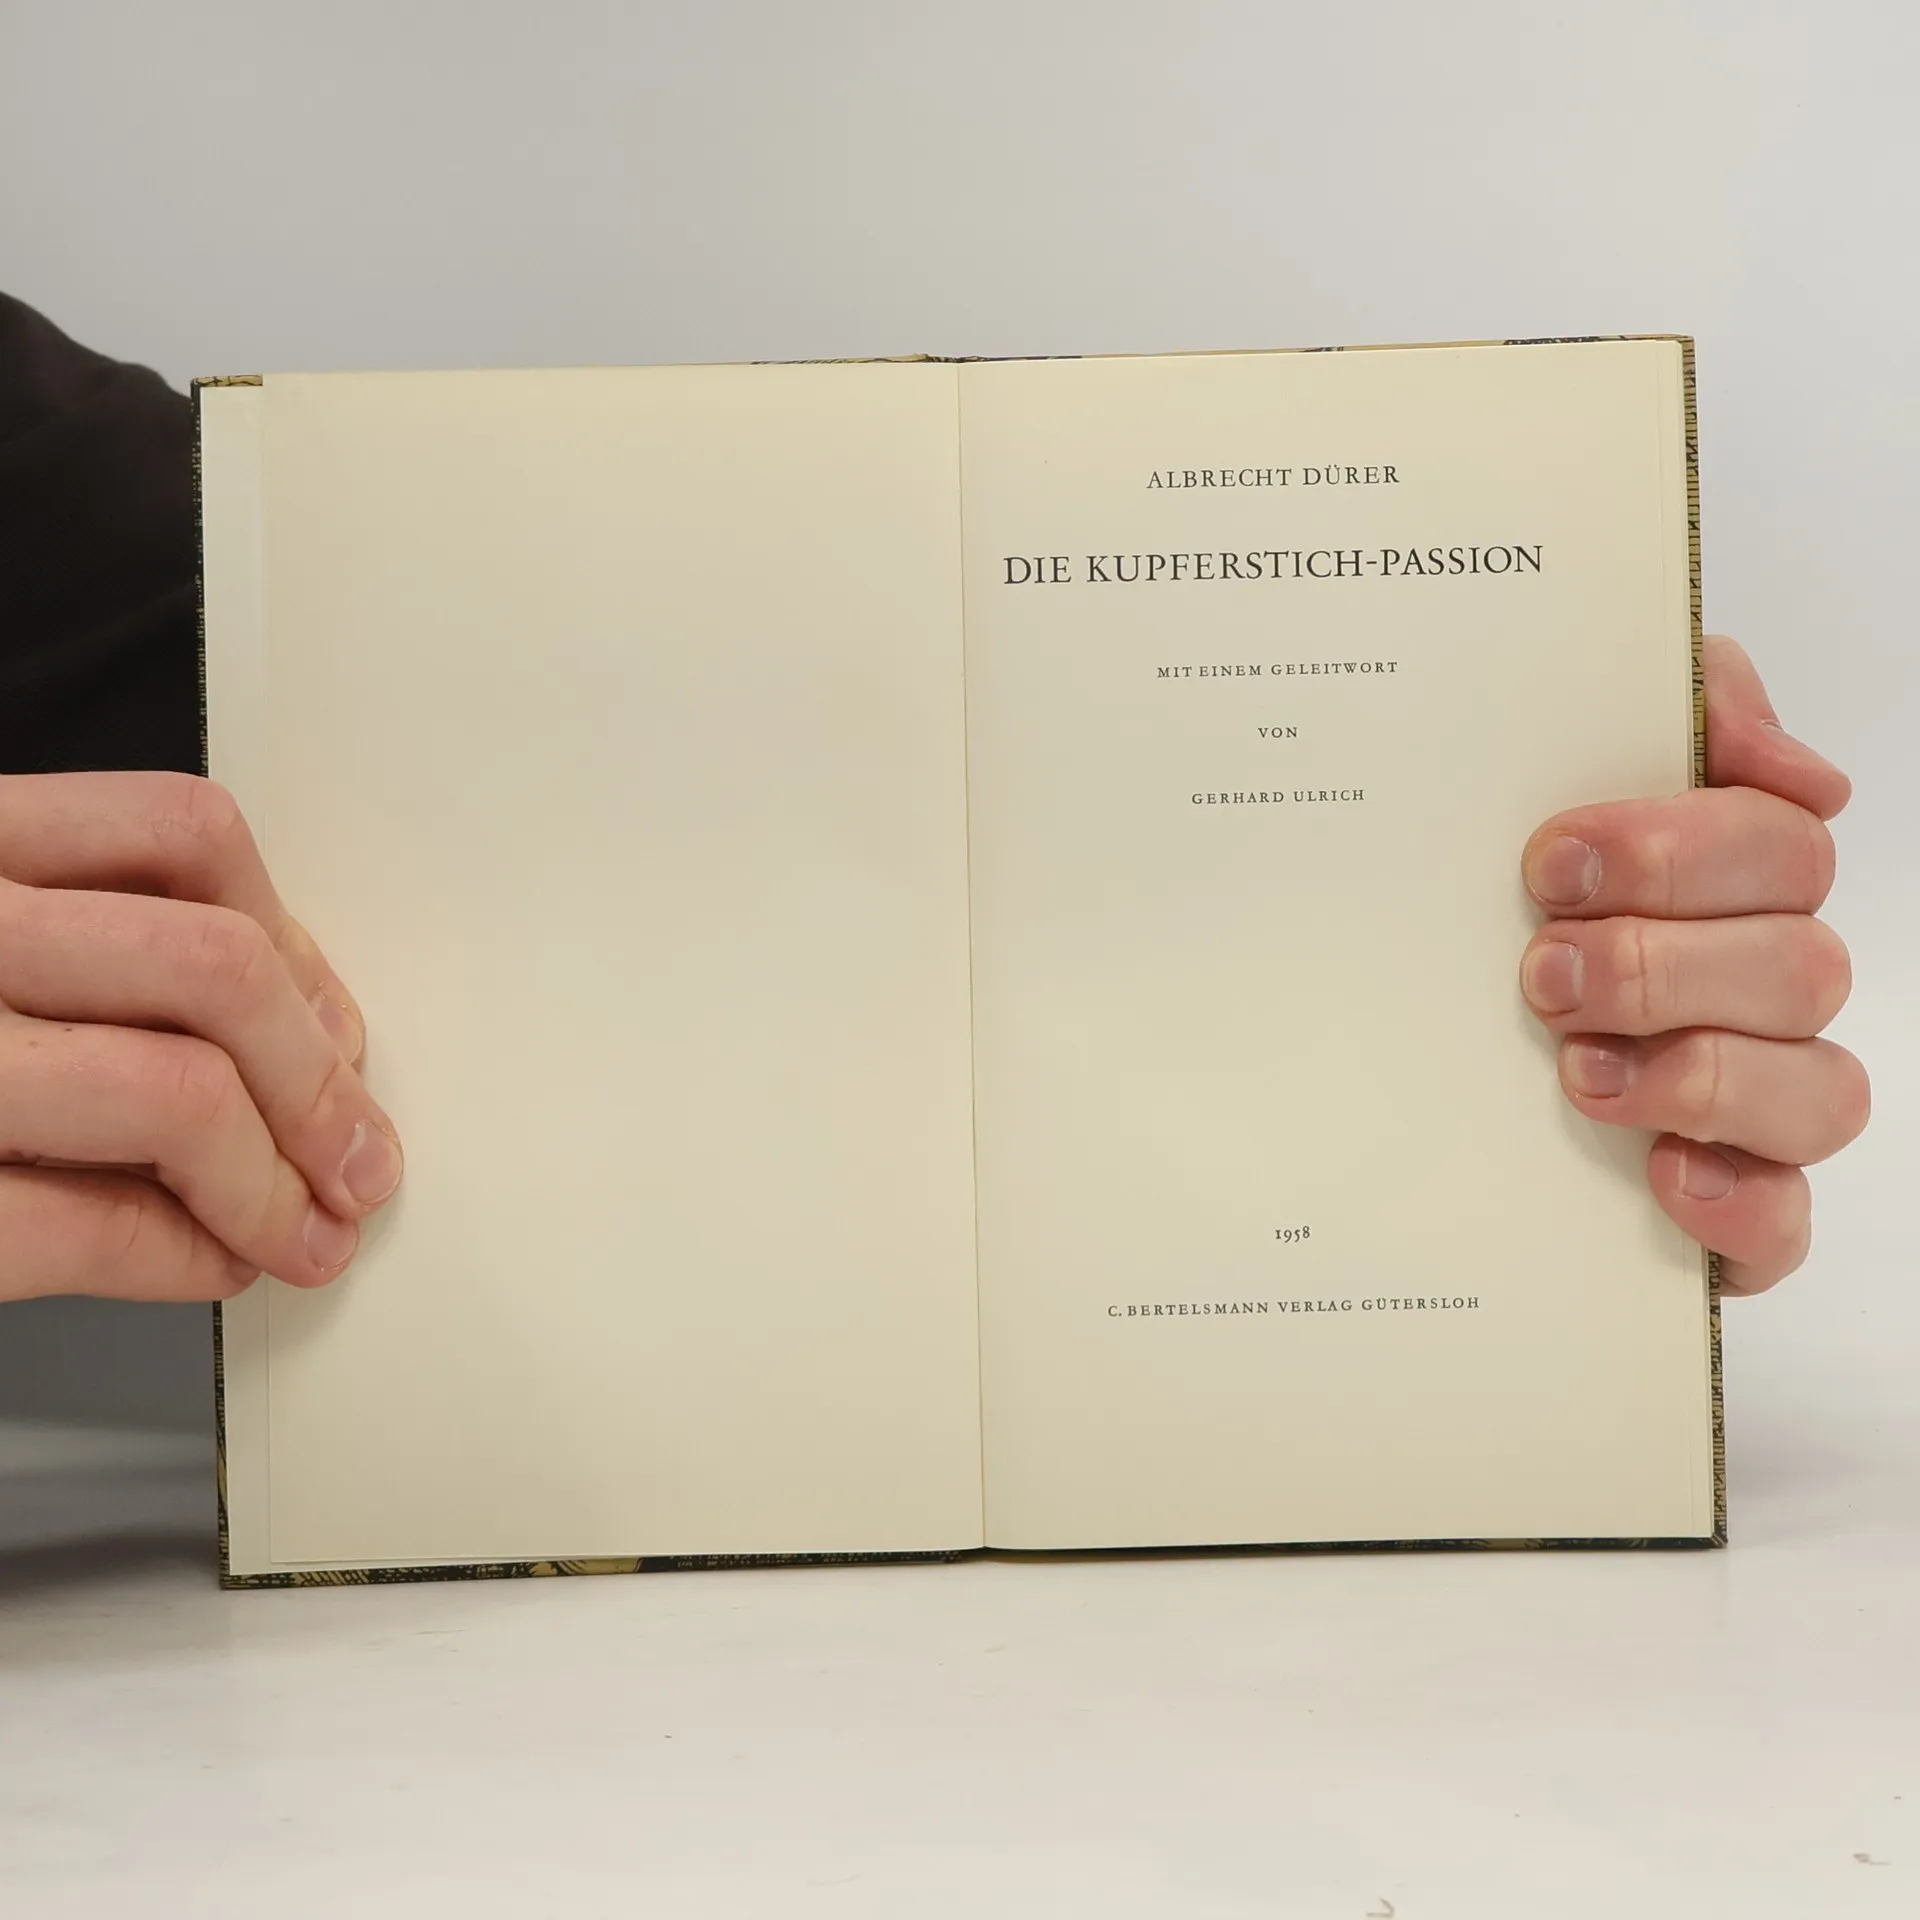 ALBRECHT DÜRER
DIE KUPFERSTICH-PASSION
MIT EINEM GELEITWORT
VON
GERHARD ULRICH
1958
C. BERTELSMANN VERLAG GÜTERSLOH